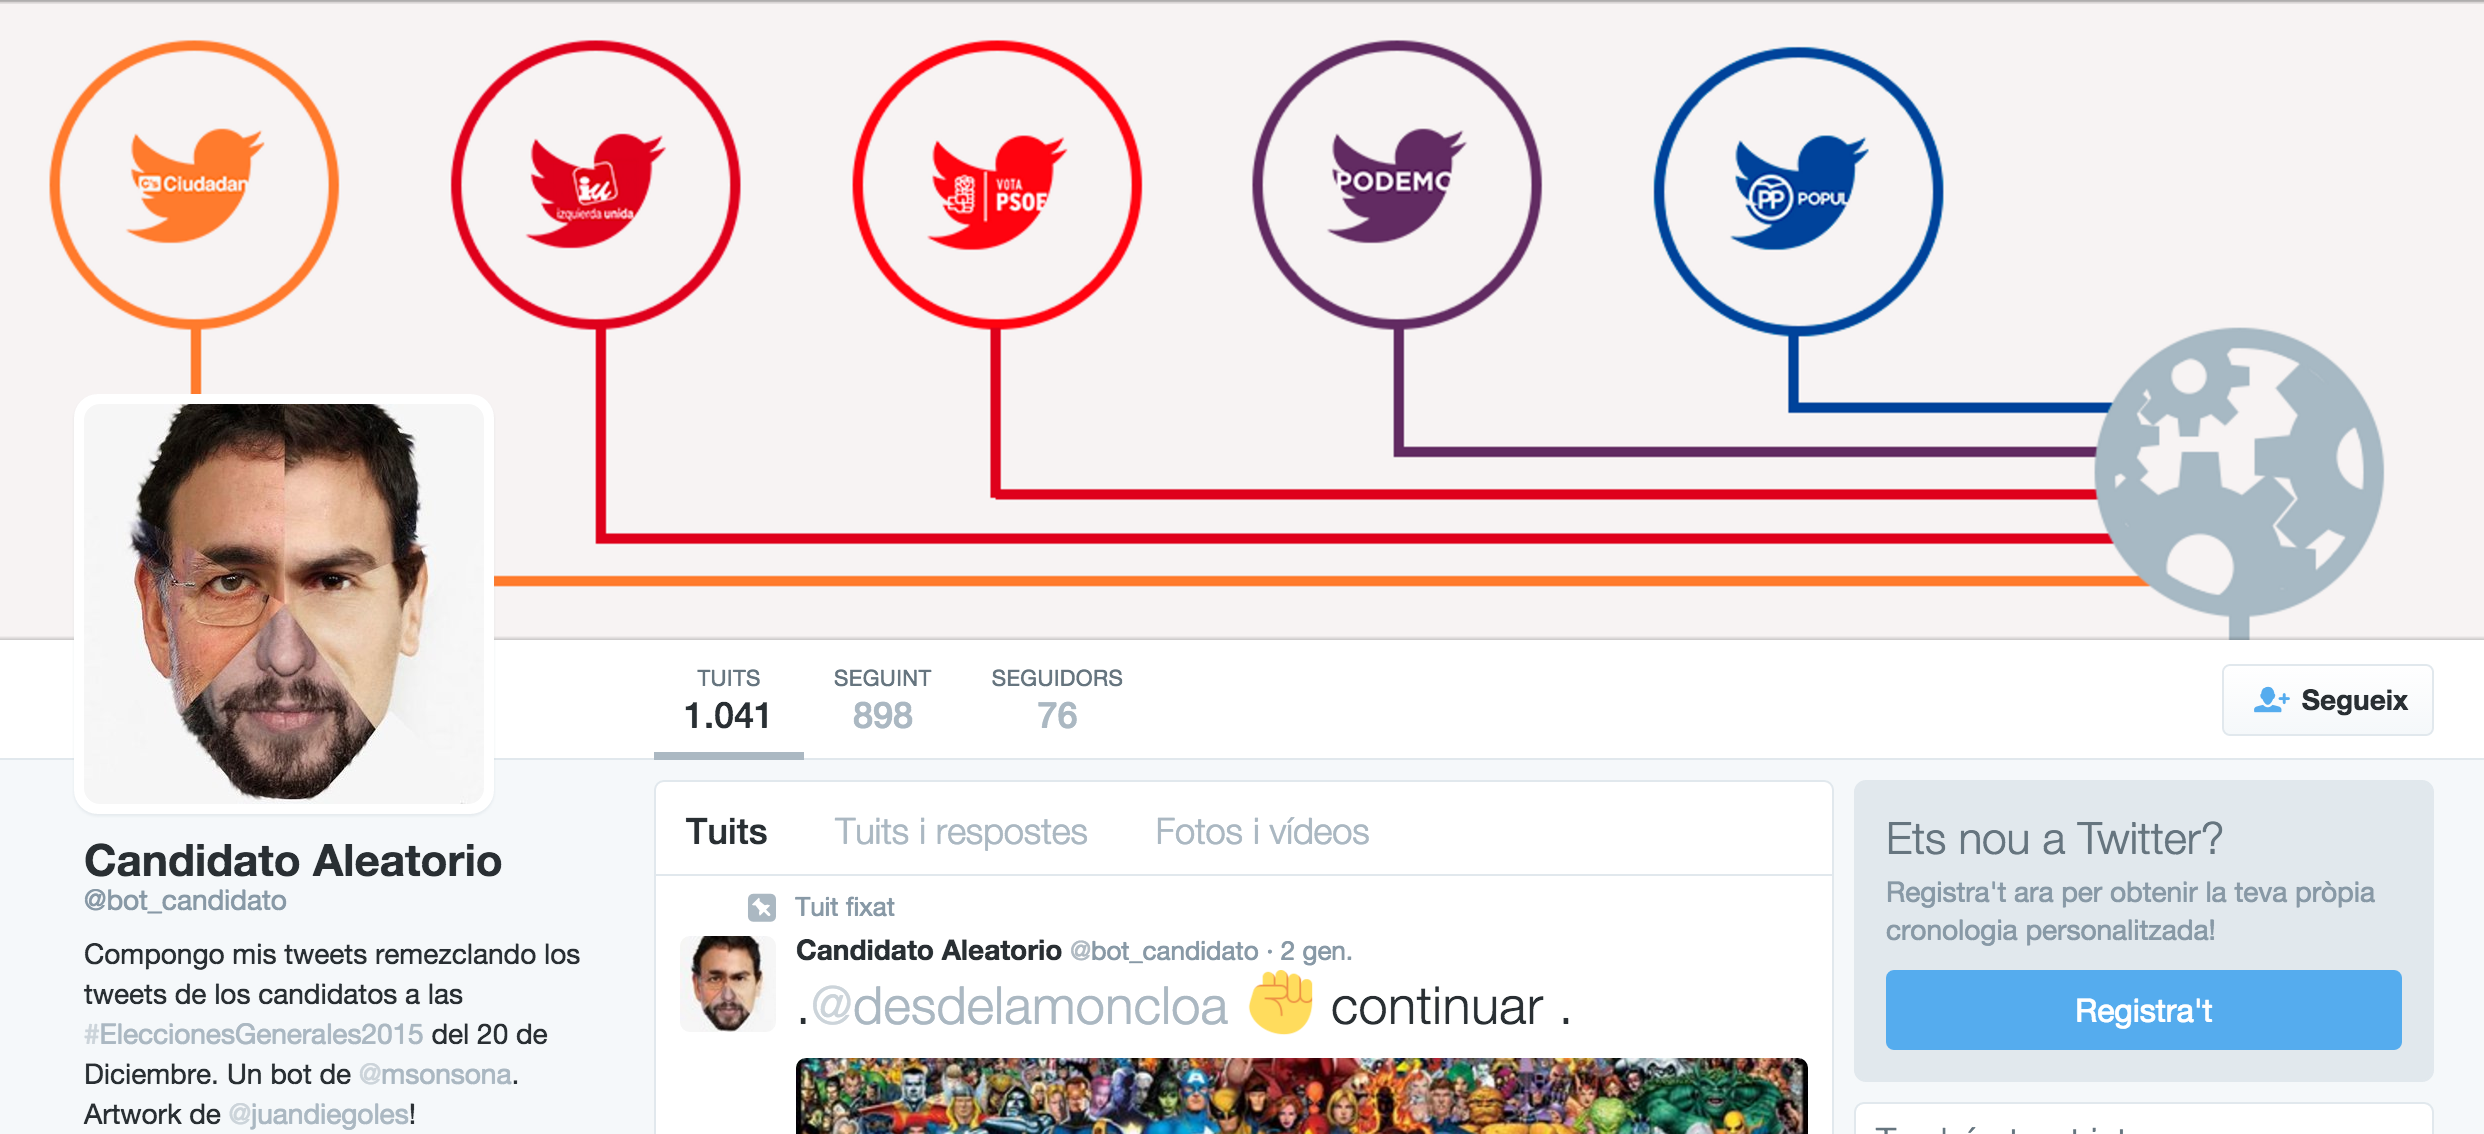 C's Ciudadan
iu
izquierda unida
VOTA
PSOE
PODEMO
PP POPUL
TUITS
1.041
SEGUINT
898
SEGUIDORS
76
Segueix
Candidato Aleatorio
@bot_candidato
Compongo mis tweets remezclando los
tweets de los candidatos a las
#EleccionesGenerales2015 del 20 de
Diciembre. Un bot de @msonsona.
Artwork de @juandiegoles!
Tuits
Tuits i respostes
Fotos i vídeos
Tuit fixat
Candidato Aleatorio @bot_candidato · 2 gen.
.@desdelamoncloa ✊ continuar .
Ets nou a Twitter?
Registra't ara per obtenir la teva pròpia
cronologia personalitzada!
Registra't